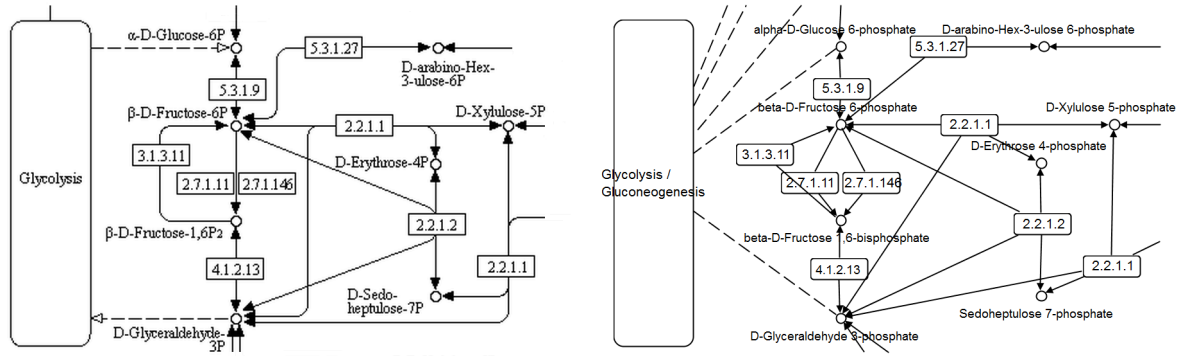 α-D-Glucose-6P
5.3.1.27
D-arabino-Hex-
3-ulose-6P
5.3.1.9
β-D-Fructose-6P
2.2.1.1
D-Xylulose-5P
3.1.3.11
D-Erythrose-4P
Glycolysis
2.7.1.11
2.7.1.146
2.2.1.2
β-D-Fructose-1,6P2
4.1.2.13
2.2.1.1
D-Sedo-
heptulose-7P
D-Glyceraldehyde-
3P
alpha-D-Glucose 6-phosphate
D-arabino-Hex-3-ulose 6-phosphate
5.3.1.27
5.3.1.9
beta-D-Fructose 6-phosphate
D-Xylulose 5-phosphate
2.2.1.1
3.1.3.11
D-Erythrose 4-phosphate
Glycolysis /
Gluconeogenesis
2.7.1.11
2.7.1.146
2.2.1.2
beta-D-Fructose 1,6-bisphosphate
4.1.2.13
2.2.1.1
Sedoheptulose 7-phosphate
D-Glyceraldehyde 3-phosphate